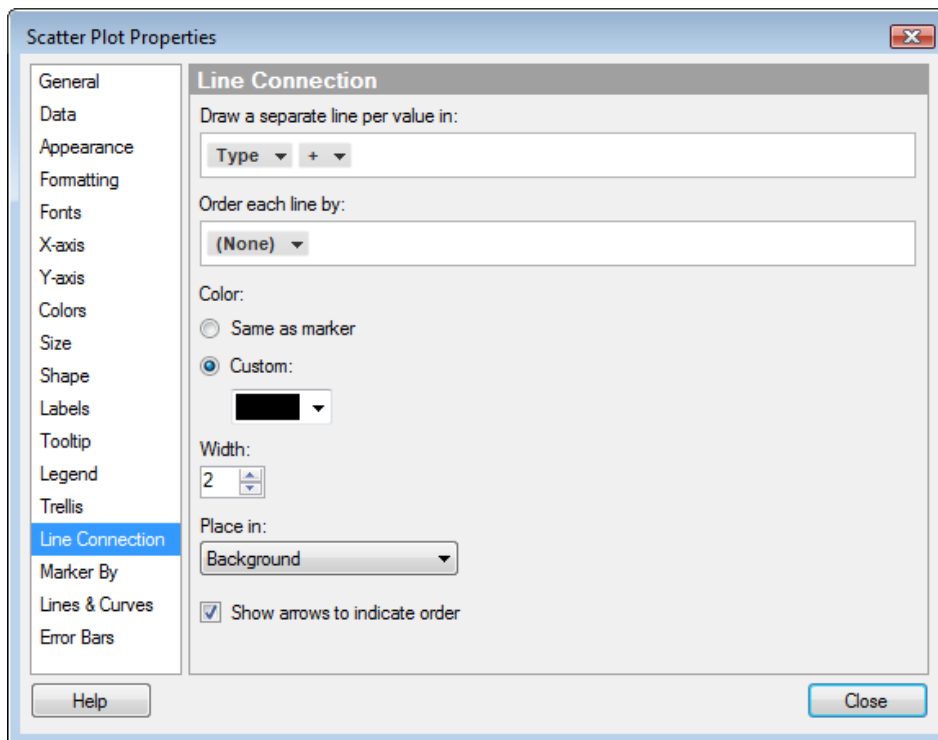 Scatter Plot Properties
General
Data
Appearance
Formatting
Fonts
X-axis
Y-axis
Colors
Size
Shape
Labels
Tooltip
Legend
Trellis
Line Connection
Marker By
Lines & Curves
Error Bars
Line Connection
Draw a separate line per value in:
Type +
Order each line by:
(None)
Color:
Same as marker
Custom:
Width:
2
Place in:
Background
Show arrows to indicate order
Help Close